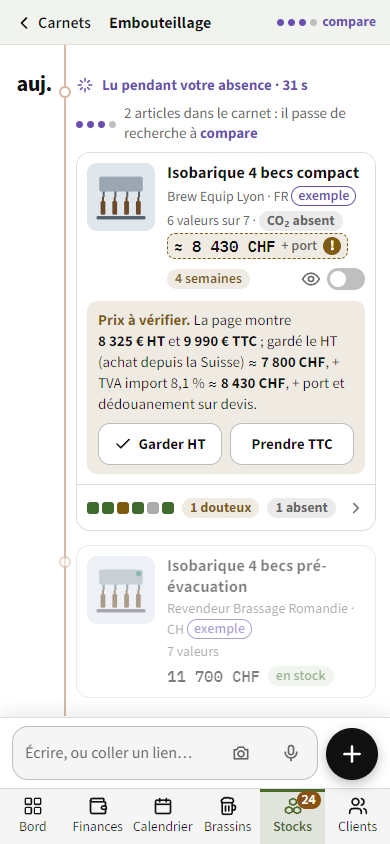 Carnets Embouteillage compare
auj. Lu pendant votre absence · 31 s
2 articles dans le carnet : il passe de
recherche à compare
Isobarique 4 becs compact
Brew Equip Lyon · FR exemple
6 valeurs sur 7 · CO₂ absent
≈ 8 430 CHF + port !
4 semaines
Prix à vérifier. La page montre
8 325 € HT et 9 990 € TTC ; gardé le HT
(achat depuis la Suisse) ≈ 7 800 CHF, +
TVA import 8,1 % ≈ 8 430 CHF, + port et
dédouanement sur devis.
Garder HT Prendre TTC
1 douteux 1 absent
Isobarique 4 becs pré-
évacuation
Revendeur Brassage Romandie ·
CH exemple
7 valeurs
11 700 CHF en stock
Écrire, ou coller un lien…
24
Bord Finances Calendrier Brassins Stocks Clients